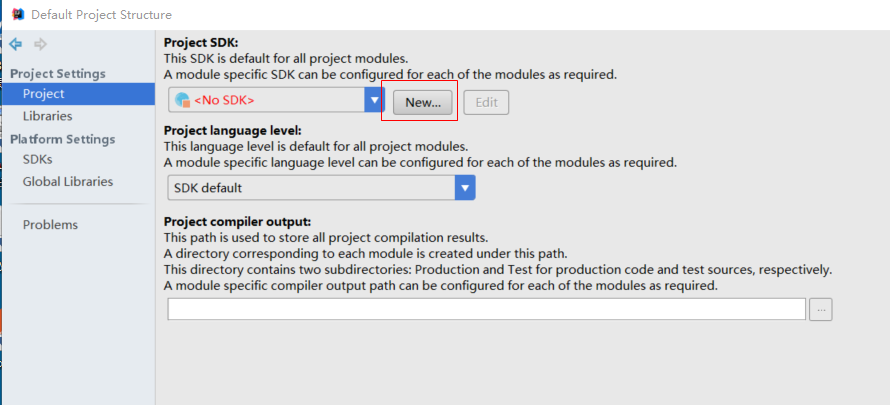 Default Project Structure
Project Settings
Project
Libraries
Platform Settings
SDKs
Global Libraries
Problems
Project SDK:
This SDK is default for all project modules.
A module specific SDK can be configured for each of the modules as required.
<No SDK>
New...
Edit
Project language level:
This language level is default for all project modules.
A module specific language level can be configured for each of the modules as required.
SDK default
Project compiler output:
This path is used to store all project compilation results.
A directory corresponding to each module is created under this path.
This directory contains two subdirectories: Production and Test for production code and test sources, respectively.
A module specific compiler output path can be configured for each of the modules as required.
...